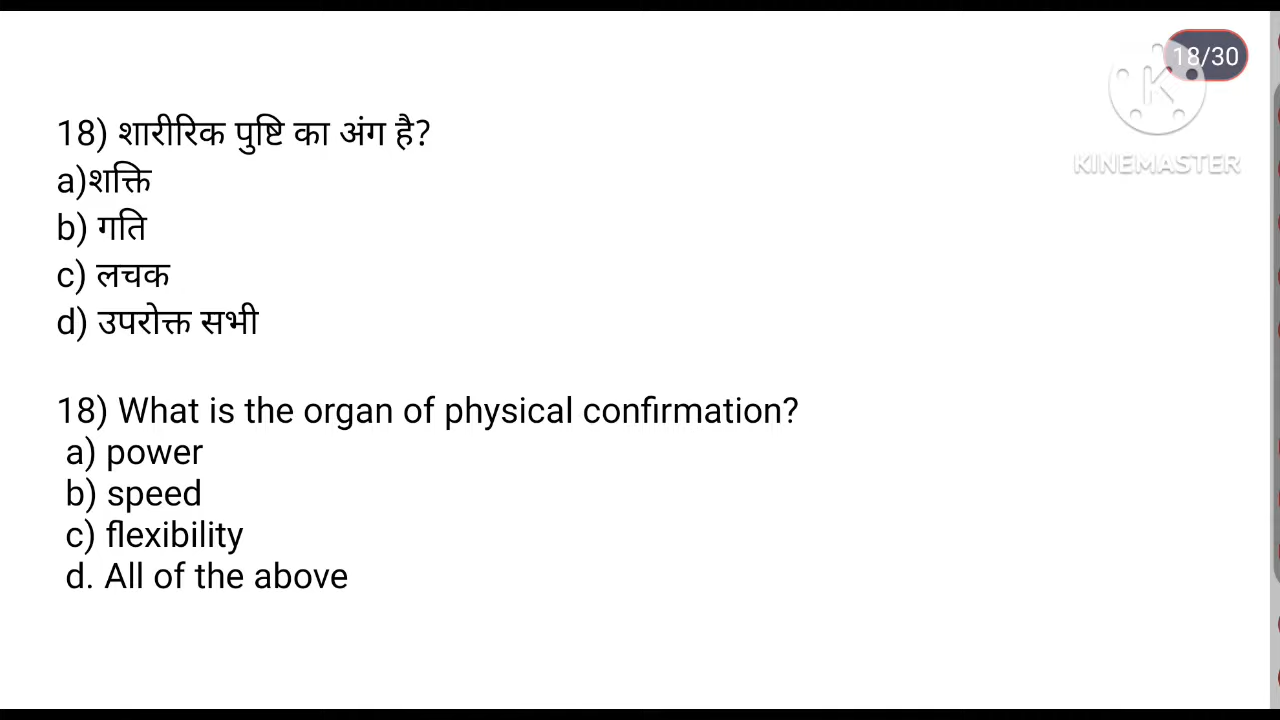 18/30
KINEMASTER
18) शारीरिक पुष्टि का अंग है?
a)शक्ति
b) गति
c) लचक
d) उपरोक्त सभी
18) What is the organ of physical confirmation?
a) power
b) speed
c) flexibility
d. All of the above